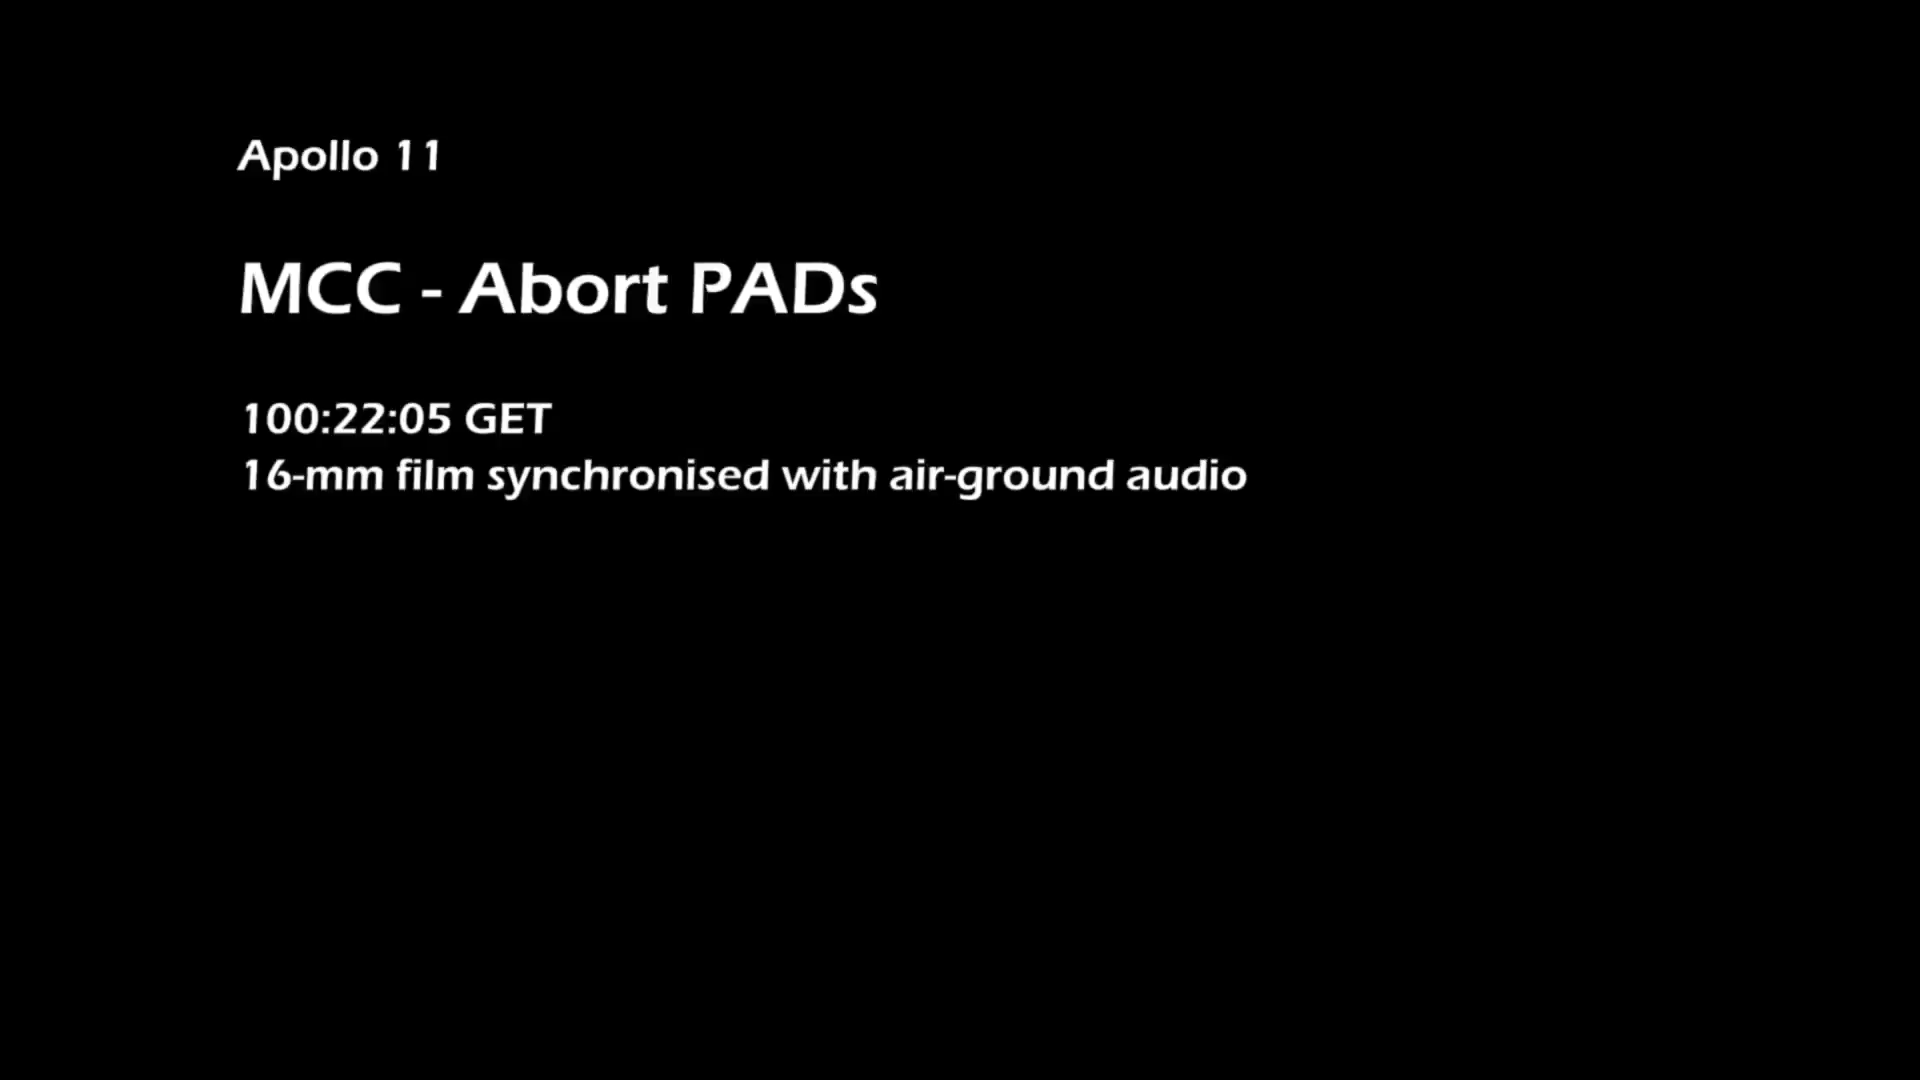 Apollo 11
MCC - Abort PADs
100:22:05 GET
16-mm film synchronised with air-ground audio